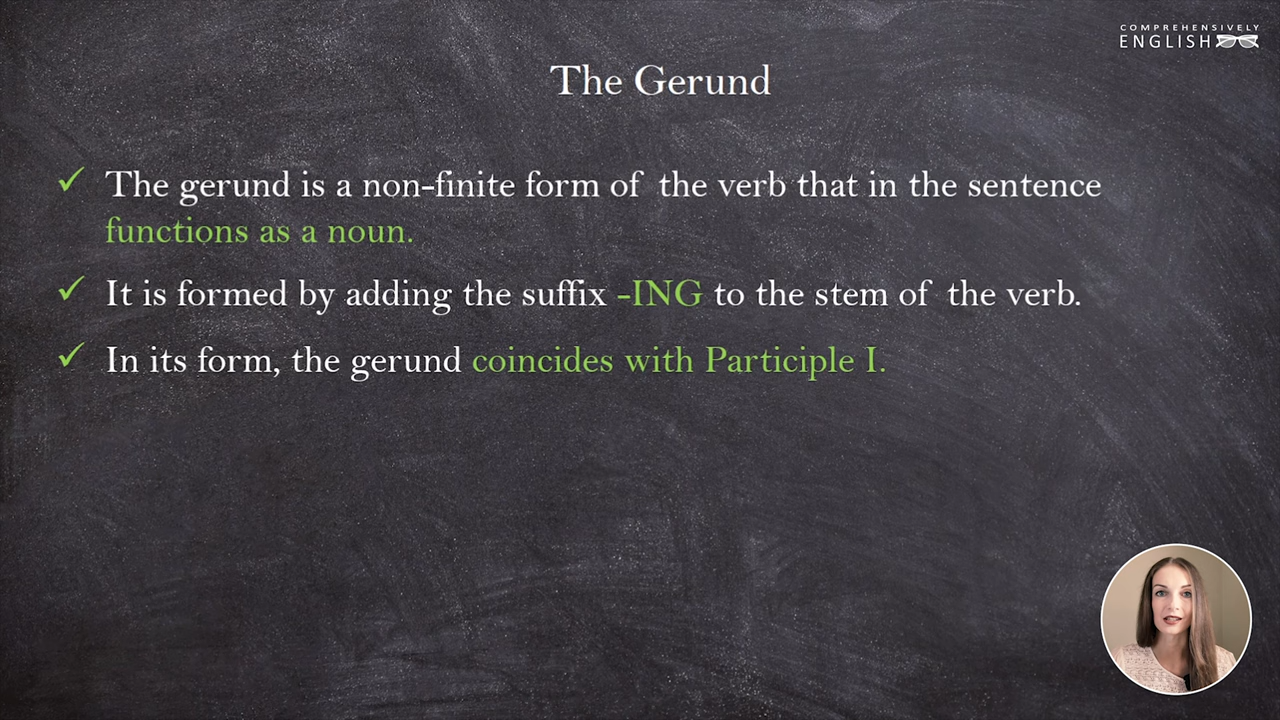 COMPREHENSIVELY
ENGLISH
The Gerund
The gerund is a non-finite form of the verb that in the sentence
functions as a noun.
It is formed by adding the suffix -ING to the stem of the verb.
In its form, the gerund coincides with Participle I.